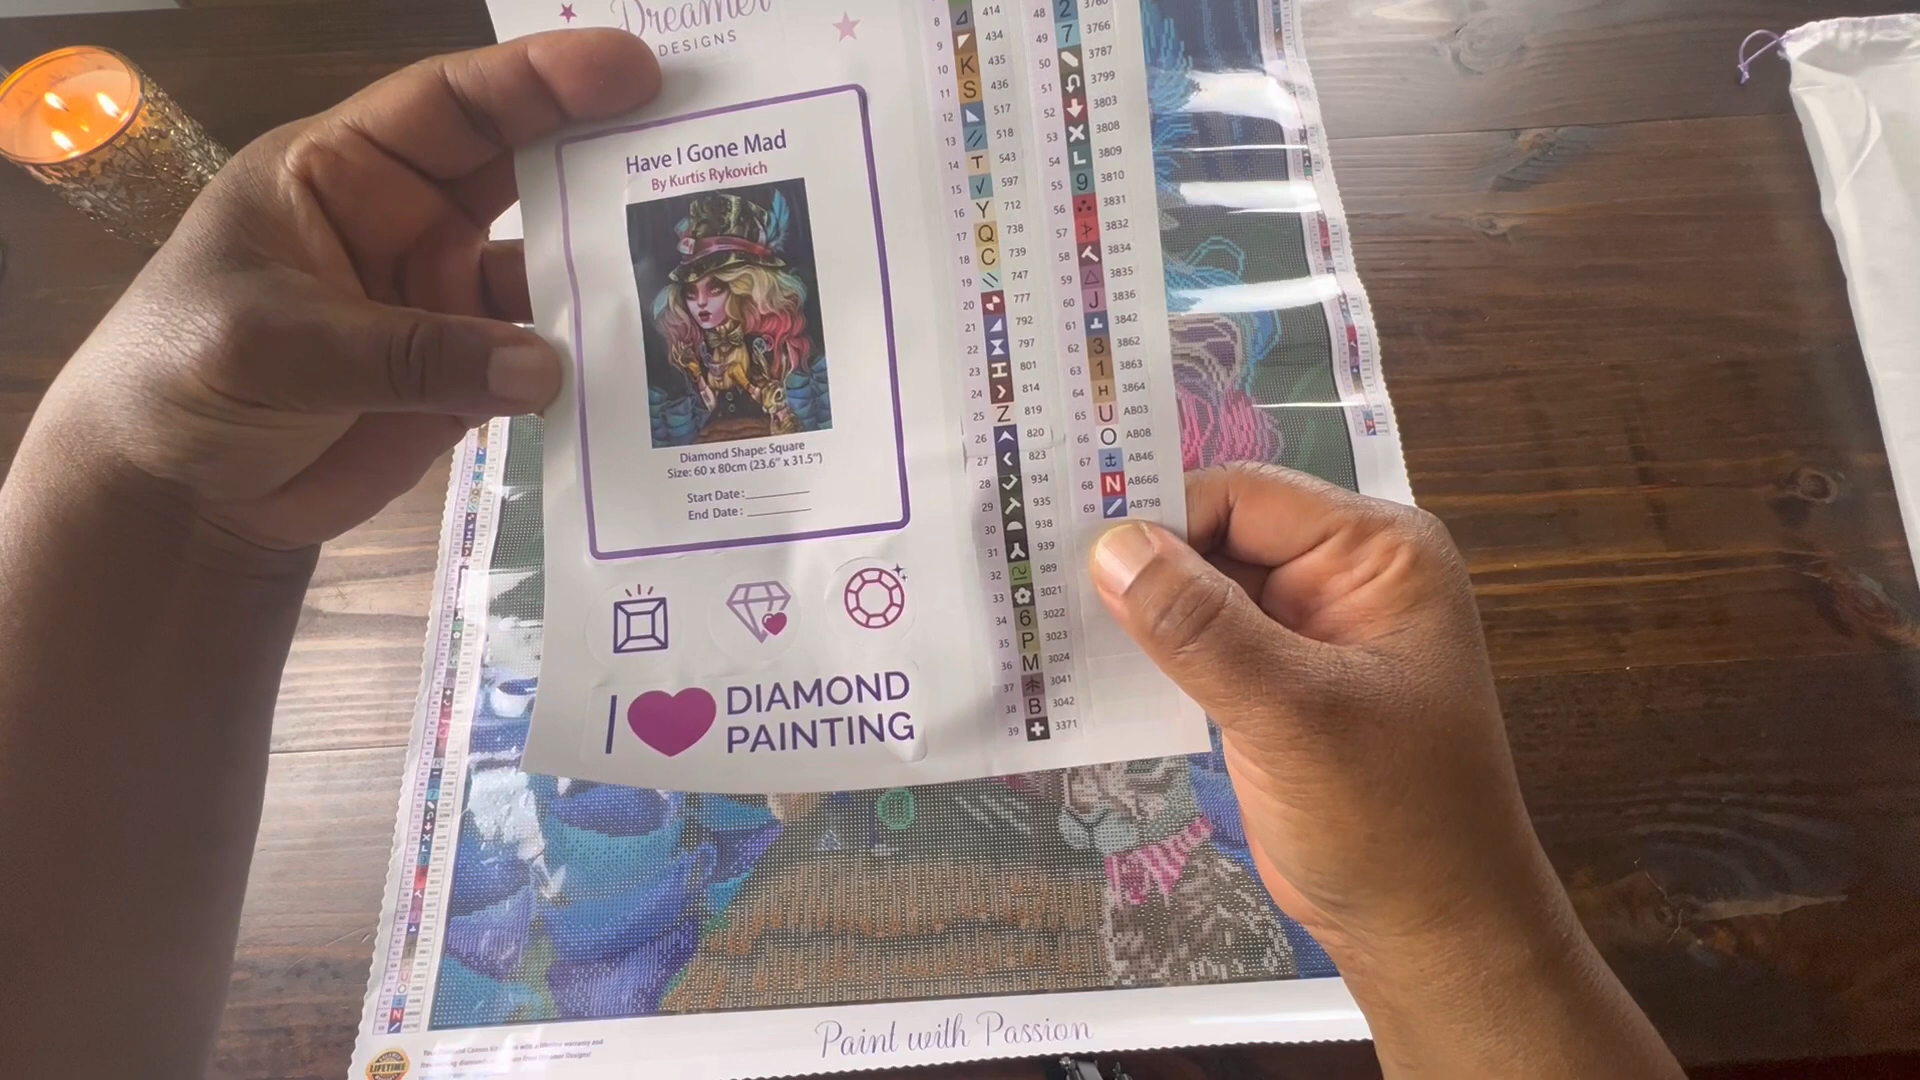 Dreamer
DESIGNS
Have I Gone Mad
By Kurtis Rykovich
Diamond Shape: Square
Size: 60 x 80cm (23.6" x 31.5")
Start Date:__________
End Date: __________
I DIAMOND
PAINTING
8 414
9 434
10 K 435
11 S 436
12 517
13 518
14 T 543
15 √ 597
16 Y 712
17 Q 738
18 C 739
19 747
20 777
21 792
22 797
23 I 801
24 814
25 Z 819
26 820
27 823
28 934
29 935
30 938
31 939
32 989
33 3021
34 6 3022
35 P 3023
36 M 3024
37 3041
38 B 3042
39 3371
48 2 3760
49 7 3766
50 3787
51 3799
52 3803
53 3808
54 L 3809
55 9 3810
56 3831
57 3832
58 3834
59 3835
60 J 3836
61 3842
62 3 3862
63 1 3863
64 H 3864
65 U AB03
66 O AB08
67 AB46
68 N AB666
69 AB798
Paint with Passion
LIFETIME